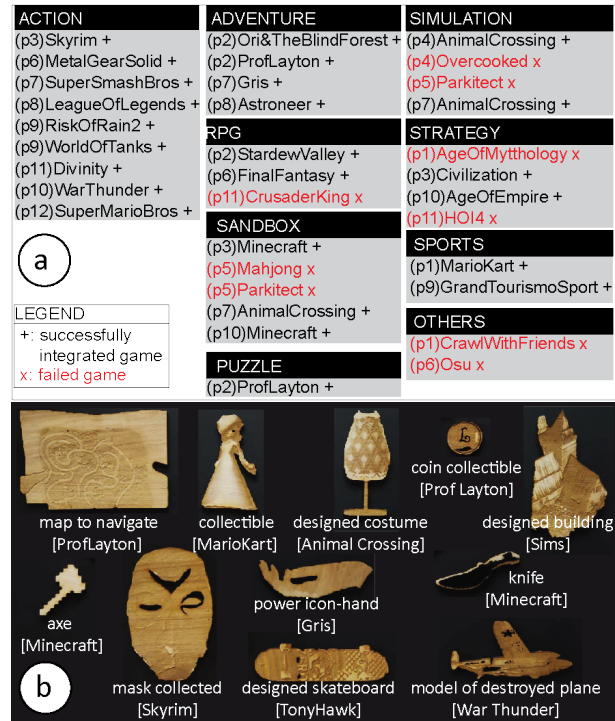 ACTION
(p3)Skyrim +
(p6)MetalGearSolid +
(p7)SuperSmashBros +
(p8)LeagueOfLegends +
(p9)RiskOfRain2 +
(p9)WorldOfTanks +
(p11)Divinity +
(p10)WarThunder +
(p12)SuperMarioBros +
a
LEGEND
+: successfully
integrated game
x: failed game
ADVENTURE
(p2)Ori&TheBlindForest +
(p2)ProfLayton +
(p7)Gris +
(p8)Astroneer +
RPG
(p2)StardewValley +
(p6)FinalFantasy +
(p11)CrusaderKing x
SANDBOX
(p3)Minecraft +
(p5)Mahjong x
(p5)Parkitect x
(p7)AnimalCrossing +
(p10)Minecraft +
PUZZLE
(p2)ProfLayton +
SIMULATION
(p4)AnimalCrossing +
(p4)Overcooked x
(p5)Parkitect x
(p7)AnimalCrossing +
STRATEGY
(p1)AgeOfMytthology x
(p3)Civilization +
(p10)AgeOfEmpire +
(p11)HOI4 x
SPORTS
(p1)MarioKart +
(p9)GrandTourismoSport +
OTHERS
(p1)CrawlWithFriends x
(p6)Osu x
L
map to navigate
[ProfLayton]
collectible
[MarioKart]
designed costume
[Animal Crossing]
coin collectible
[Prof Layton]
designed building
[Sims]
axe
[Minecraft]
mask collected
[Skyrim]
power icon-hand
[Gris]
designed skateboard
[TonyHawk]
knife
[Minecraft]
model of destroyed plane
[War Thunder]
b